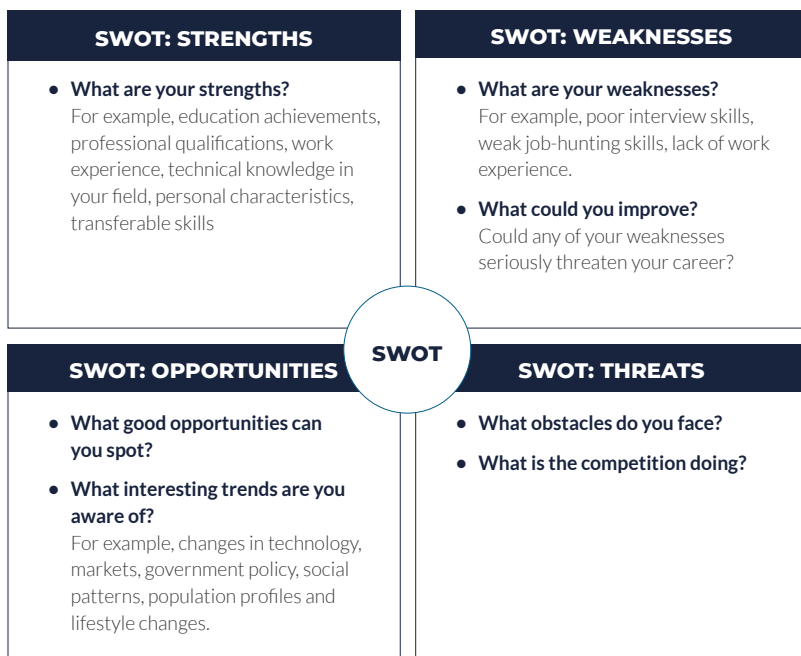 SWOT: STRENGTHS
• What are your strengths?
For example, education achievements,
professional qualifications, work
experience, technical knowledge in
your field, personal characteristics,
transferable skills
SWOT: WEAKNESSES
• What are your weaknesses?
For example, poor interview skills,
weak job-hunting skills, lack of work
experience.
• What could you improve?
Could any of your weaknesses
seriously threaten your career?
SWOT
SWOT: OPPORTUNITIES
• What good opportunities can
you spot?
• What interesting trends are you
aware of?
For example, changes in technology,
markets, government policy, social
patterns, population profiles and
lifestyle changes.
SWOT: THREATS
• What obstacles do you face?
• What is the competition doing?